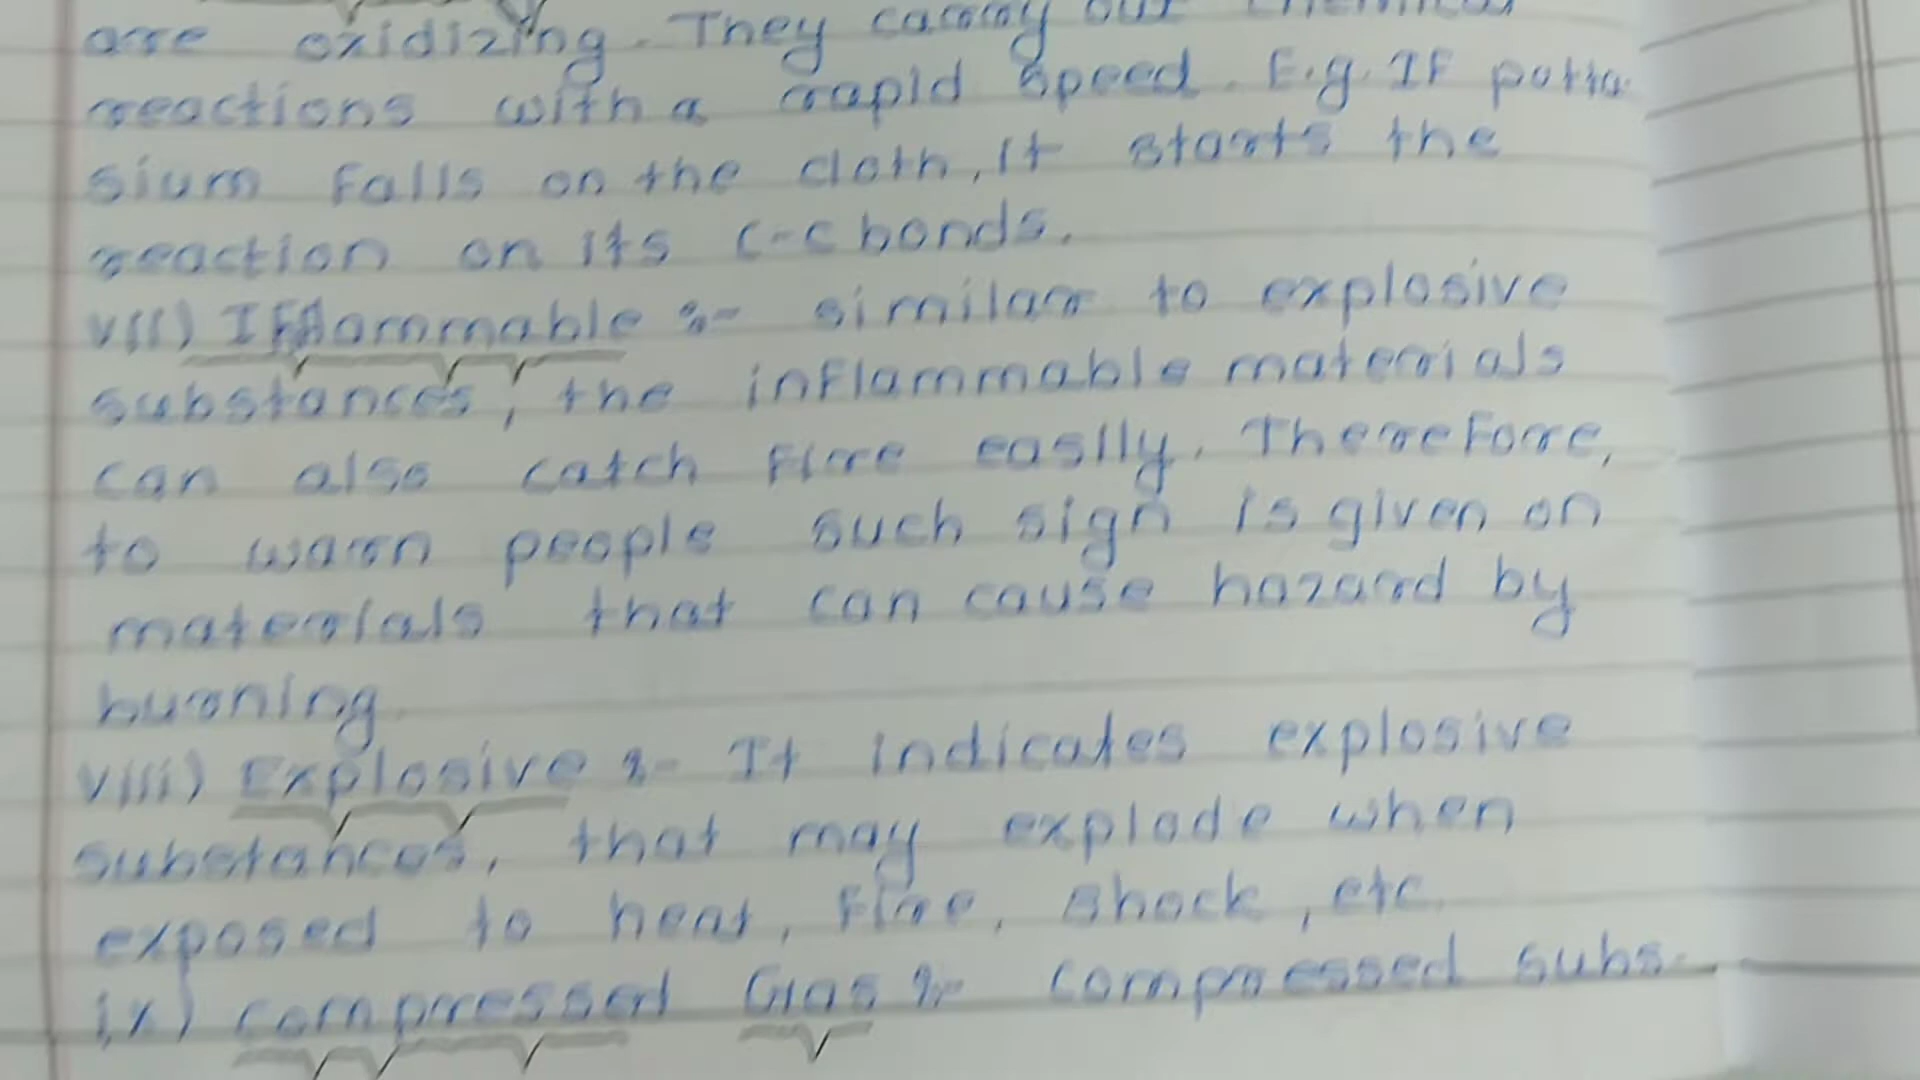 are oxidizing. They carry out chemical
reactions with a rapid speed. E.g. IF potta
sium falls on the cloth, It starts the
reaction on its C-C bonds.
vii) Iflammable :- similar to explosive
substances, the inflammable materials
can also catch fire easily. Therefore,
to warn people such sign is given on
materials that can cause hazard by
burning.
viii) Explosive :- It indicates explosive
substances, that may explode when
exposed to heat, fire, shock, etc.
ix) compressed Gas :- compressed subs-